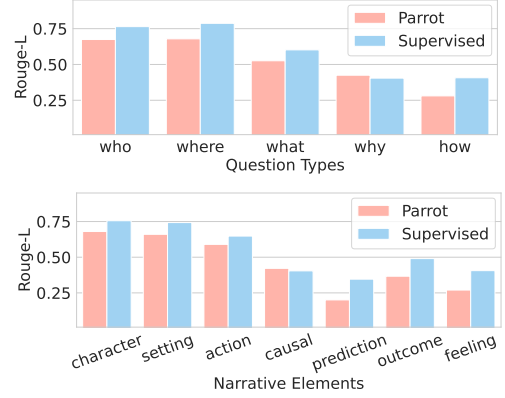 Rouge-L
0.75
0.50
0.25
Parrot
Supervised
who where what why how
Question Types
Rouge-L
0.75
0.50
0.25
Parrot
Supervised
character setting action causal prediction outcome feeling
Narrative Elements